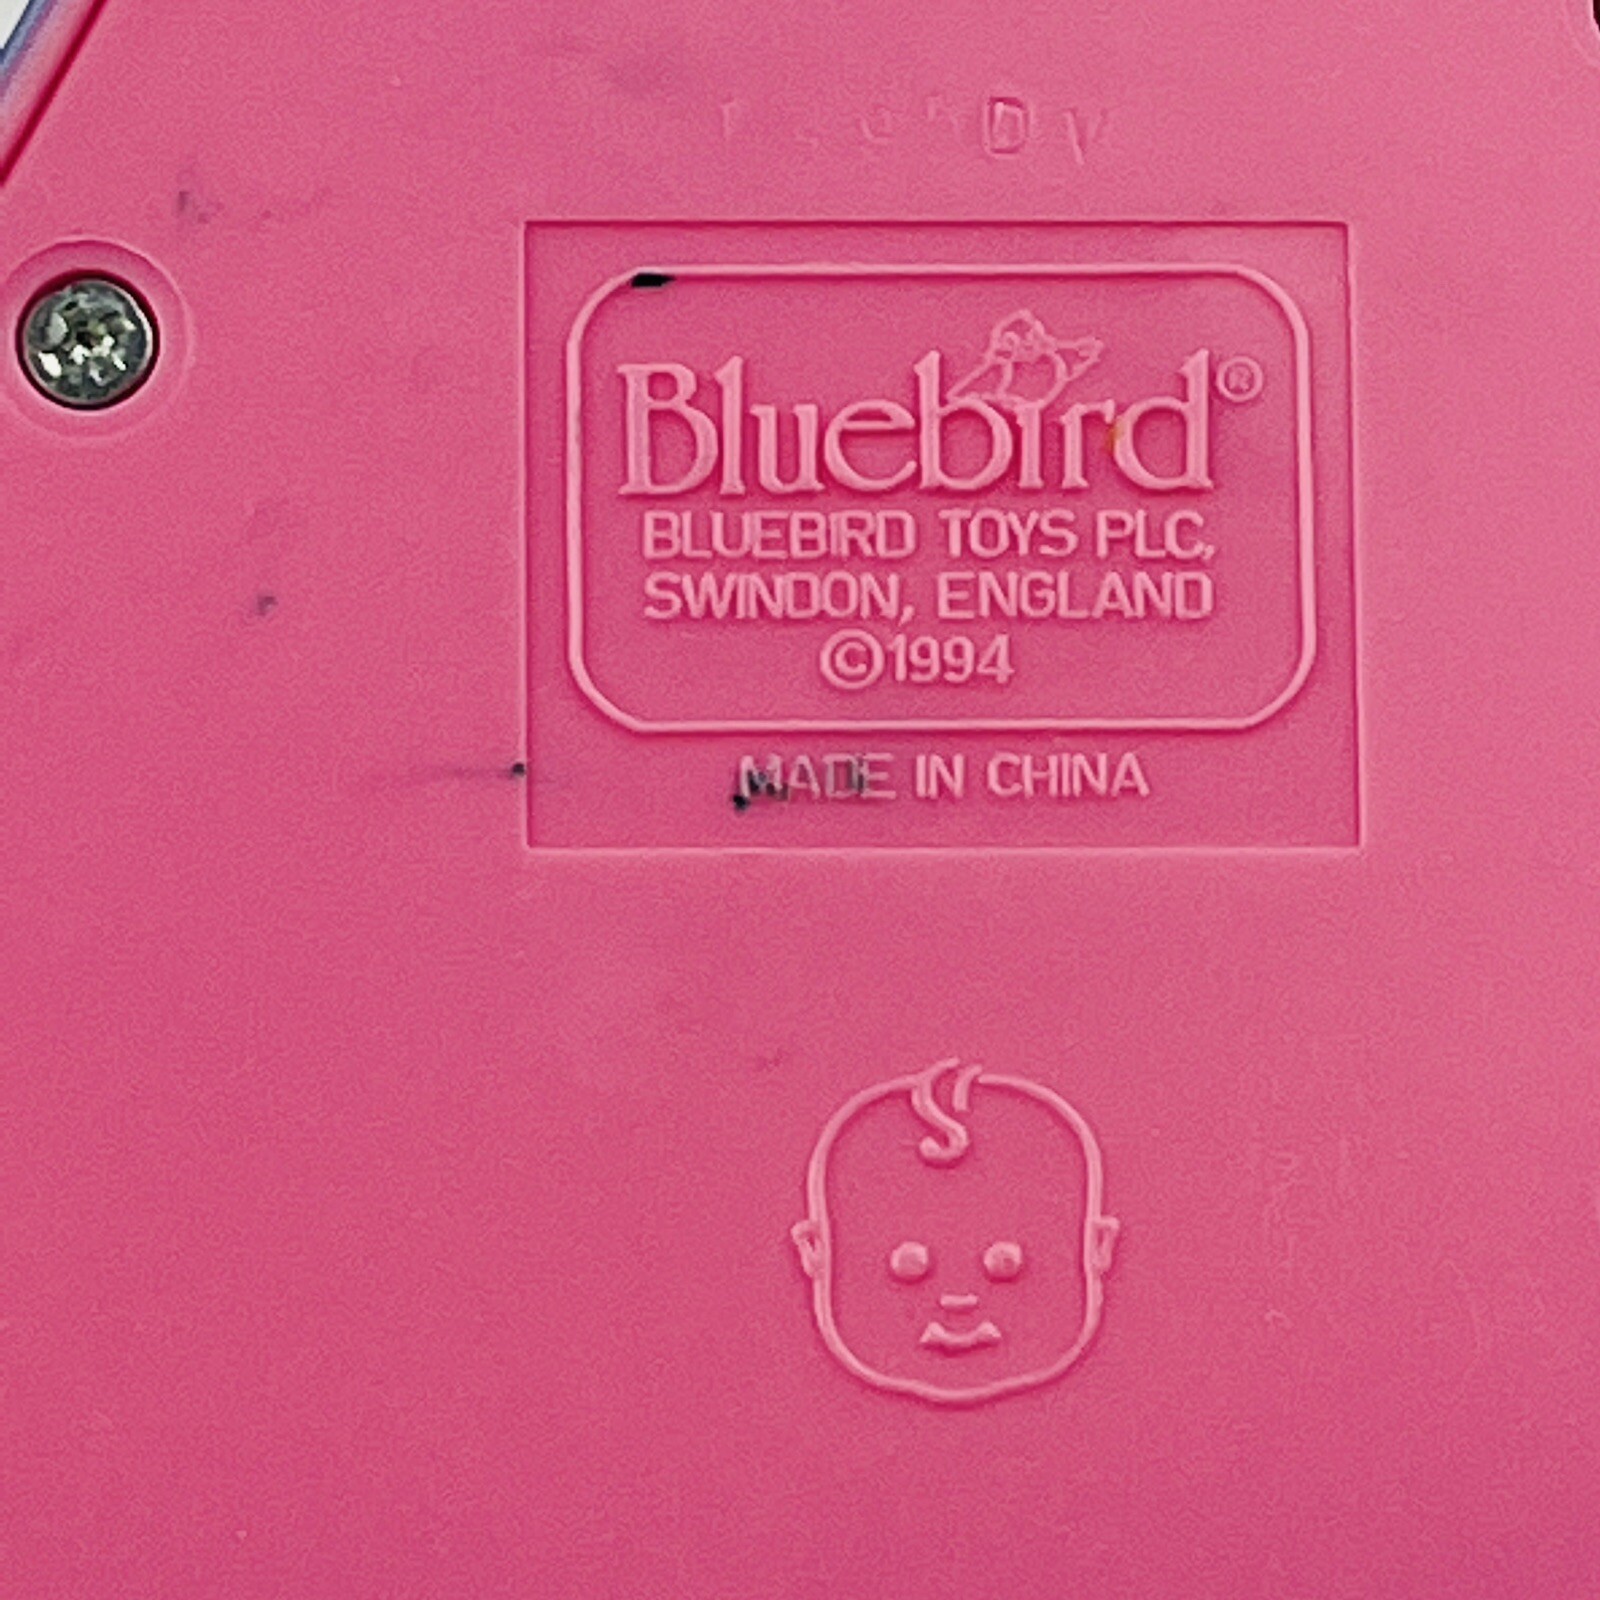 Bluebird®
BLUEBIRD TOYS PLC,
SWINDON, ENGLAND
©1994
MADE IN CHINA